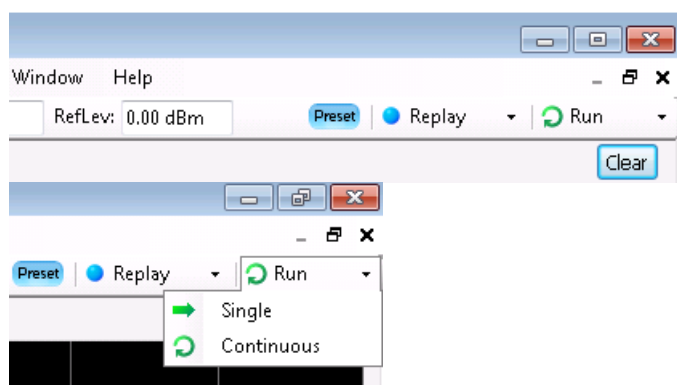 Window Help
RefLev: 0.00 dBm Preset Replay Run
Clear
Preset Replay Run
Single
Continuous